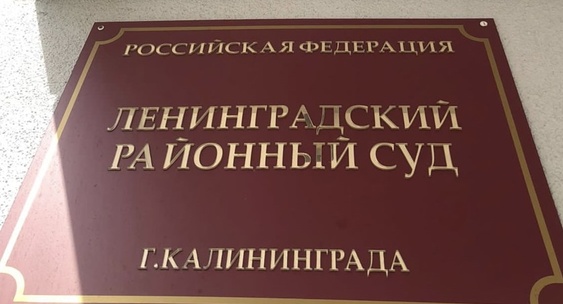 РОССИЙСКАЯ ФЕДЕРАЦИЯ
ЛЕНИНГРАДСКИЙ
РАЙОННЫЙ СУД
Г.КАЛИНИНГРАДА